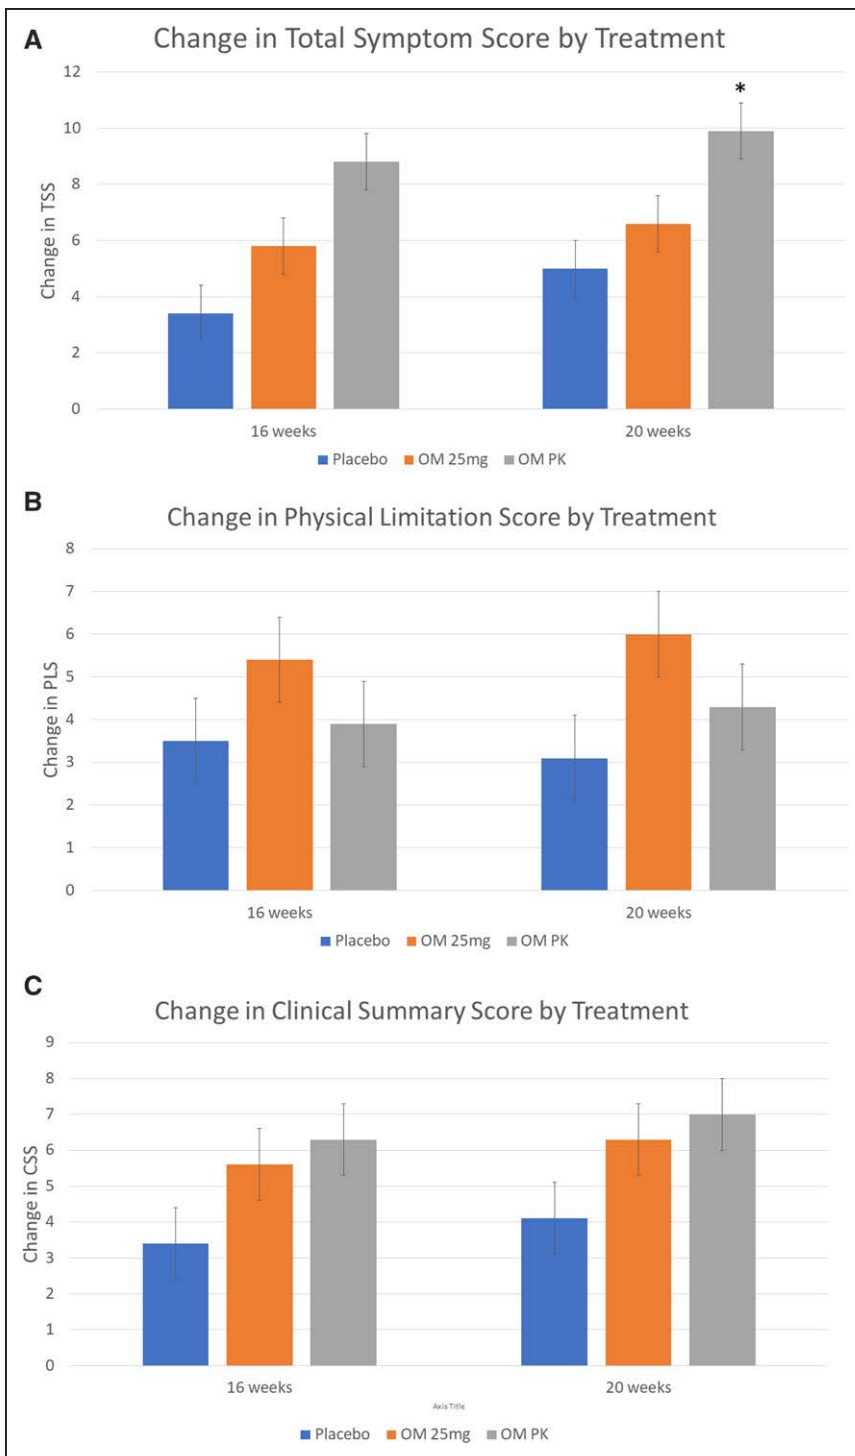 A
Change in Total Symptom Score by Treatment
12
*
10
8
6
4
2
0
Change in TSS
16 weeks 20 weeks
Placebo OM 25mg OM PK
B
Change in Physical Limitation Score by Treatment
8
7
6
5
4
3
2
1
0
Change in PLS
16 weeks 20 weeks
Placebo OM 25mg OM PK
C
Change in Clinical Summary Score by Treatment
9
8
7
6
5
4
3
2
1
0
Change in CSS
16 weeks 20 weeks
Axis Title
Placebo OM 25mg OM PK